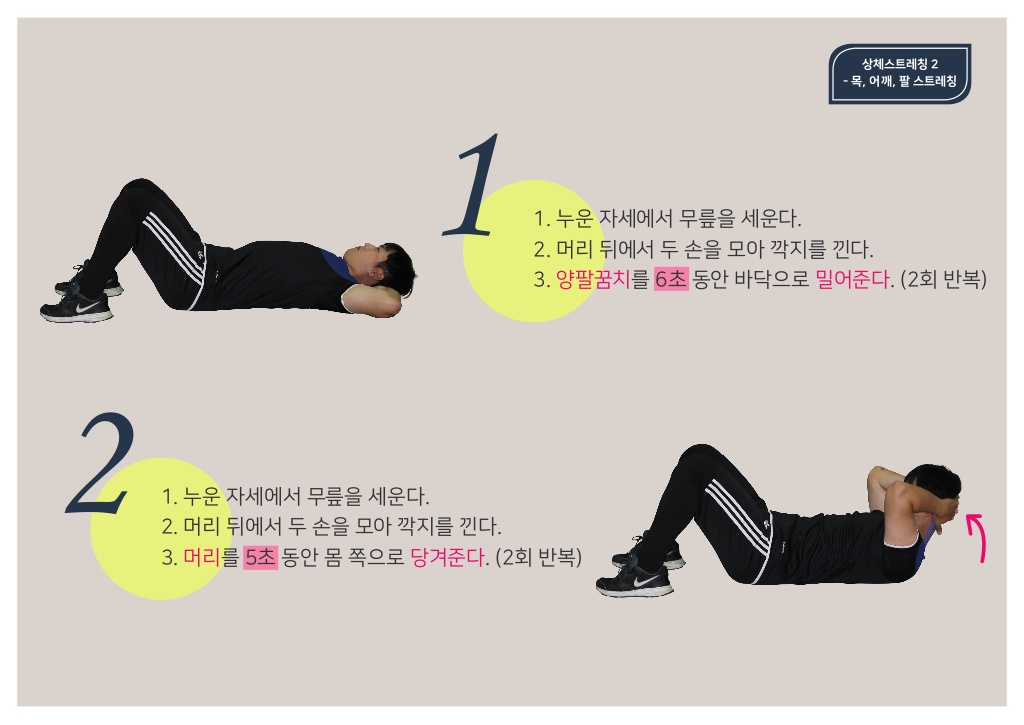 상체스트레칭 2
- 목, 어깨, 팔 스트레칭
1
1. 누운 자세에서 무릎을 세운다.
2. 머리 뒤에서 두 손을 모아 깍지를 낀다.
3. 양팔꿈치를 6초 동안 바닥으로 밀어준다. (2회 반복)
2
1. 누운 자세에서 무릎을 세운다.
2. 머리 뒤에서 두 손을 모아 깍지를 낀다.
3. 머리를 5초 동안 몸 쪽으로 당겨준다. (2회 반복)